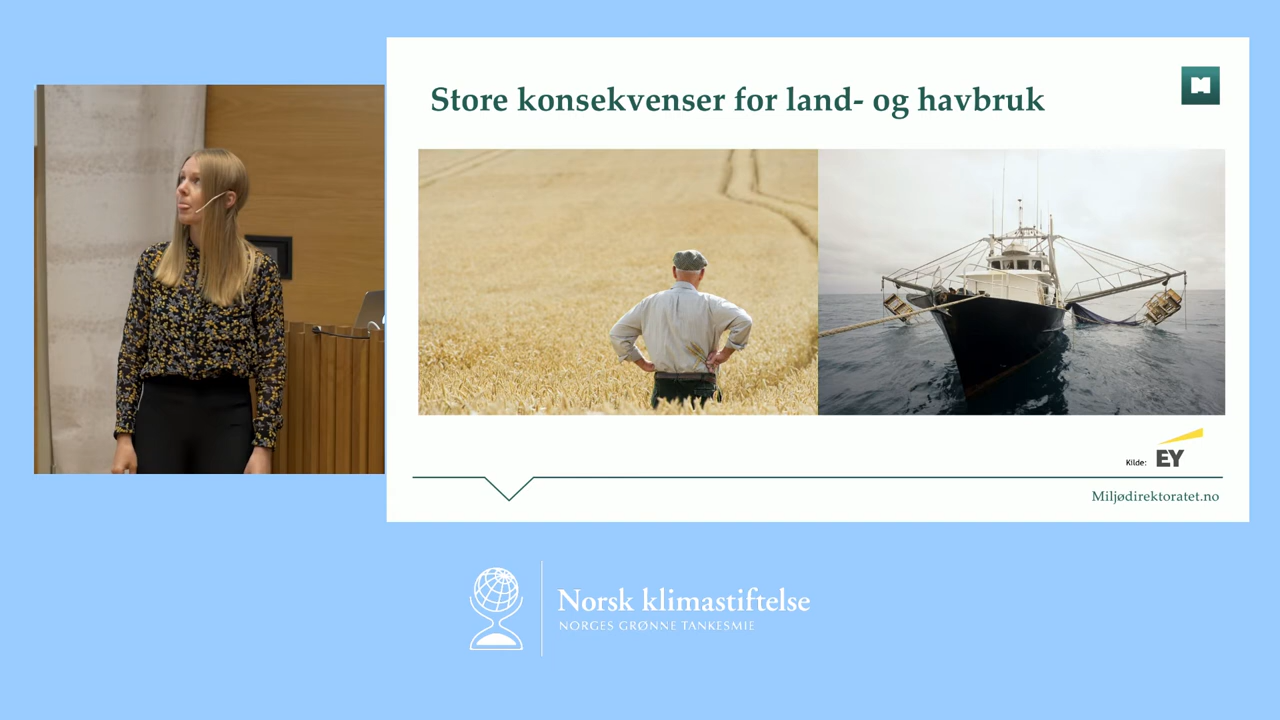 Store konsekvenser for land- og havbruk
Kilde: EY
Miljødirektoratet.no
Norsk klimastiftelse
NORGES GRØNNE TANKESMIE